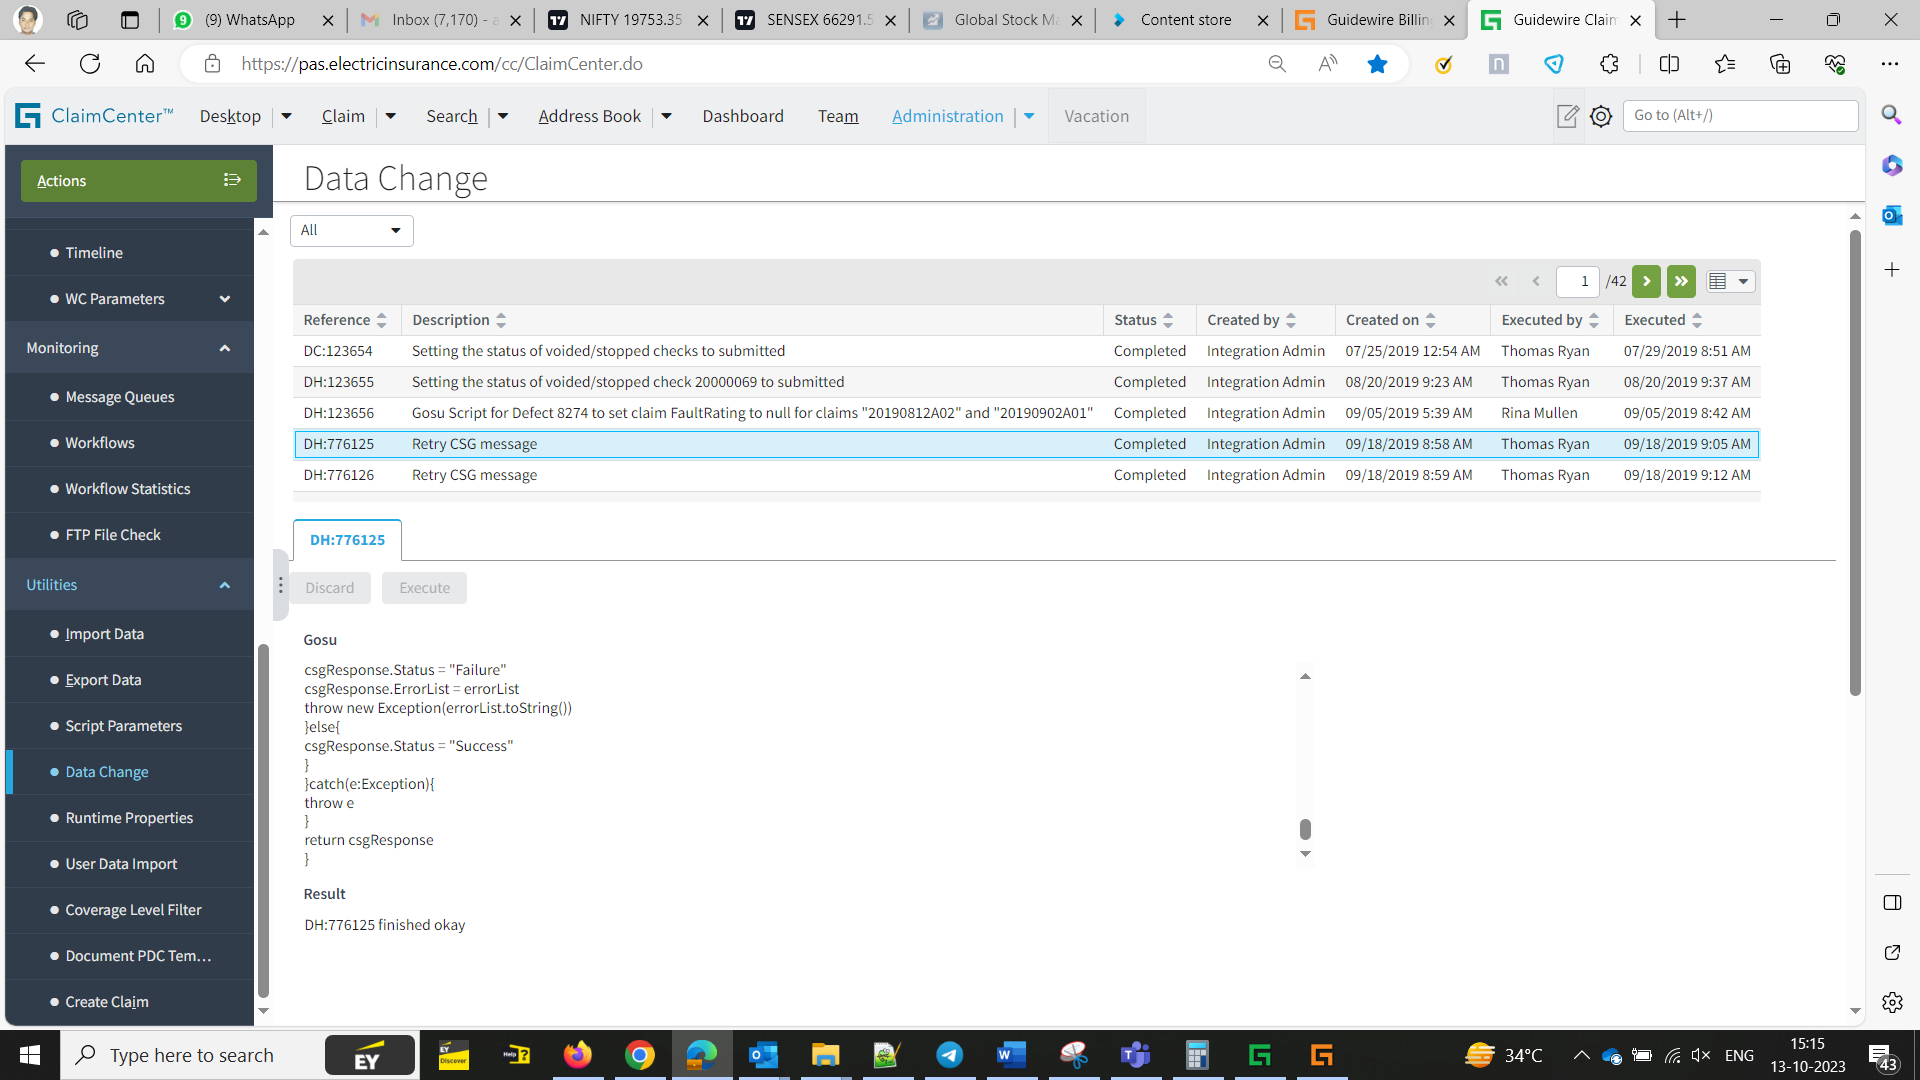 (9) WhatsApp
Inbox (7,170) - a
NIFTY 19753.35
SENSEX 66291.5
Global Stock Ma
Content store
Guidewire Billin
Guidewire Claim
https://pas.electricinsurance.com/cc/ClaimCenter.do
ClaimCenter™
Desktop
Claim
Search
Address Book
Dashboard
Team
Administration
Vacation
Go to (Alt+/)
Actions
Timeline
WC Parameters
Monitoring
Message Queues
Workflows
Workflow Statistics
FTP File Check
Utilities
Import Data
Export Data
Script Parameters
Data Change
Runtime Properties
User Data Import
Coverage Level Filter
Document PDC Tem...
Create Claim
Data Change
All
1 /42
Reference Description Status Created by Created on Executed by Executed
DC:123654 Setting the status of voided/stopped checks to submitted Completed Integration Admin 07/25/2019 12:54 AM Thomas Ryan 07/29/2019 8:51 AM
DH:123655 Setting the status of voided/stopped check 20000069 to submitted Completed Integration Admin 08/20/2019 9:23 AM Thomas Ryan 08/20/2019 9:37 AM
DH:123656 Gosu Script for Defect 8274 to set claim FaultRating to null for claims "20190812A02" and "20190902A01" Completed Integration Admin 09/05/2019 5:39 AM Rina Mullen 09/05/2019 8:42 AM
DH:776125 Retry CSG message Completed Integration Admin 09/18/2019 8:58 AM Thomas Ryan 09/18/2019 9:05 AM
DH:776126 Retry CSG message Completed Integration Admin 09/18/2019 8:59 AM Thomas Ryan 09/18/2019 9:12 AM
DH:776125
Discard Execute
Gosu
csgResponse.Status = "Failure"
csgResponse.ErrorList = errorList
throw new Exception(errorList.toString())
}else{
csgResponse.Status = "Success"
}
}catch(e:Exception){
throw e
}
return csgResponse
}
Result
DH:776125 finished okay
Type here to search
EY
EY
Discover
Help ?
34°C
ENG
15:15
13-10-2023
43